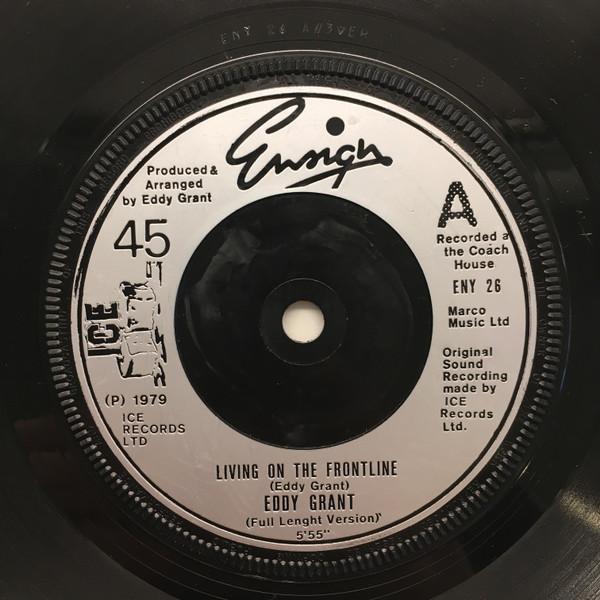 ENY 26
Ensign
Produced &
Arranged
by Eddy Grant
45
ICE
(P) 1979
ICE
RECORDS
LTD
A
Recorded a
the Coach
House
ENY 26
Marco
Music Ltd
Original
Sound
Recording
made by
ICE
Records
Ltd.
LIVING ON THE FRONTLINE
(Eddy Grant)
EDDY GRANT
(Full Lenght Version)
5'55"